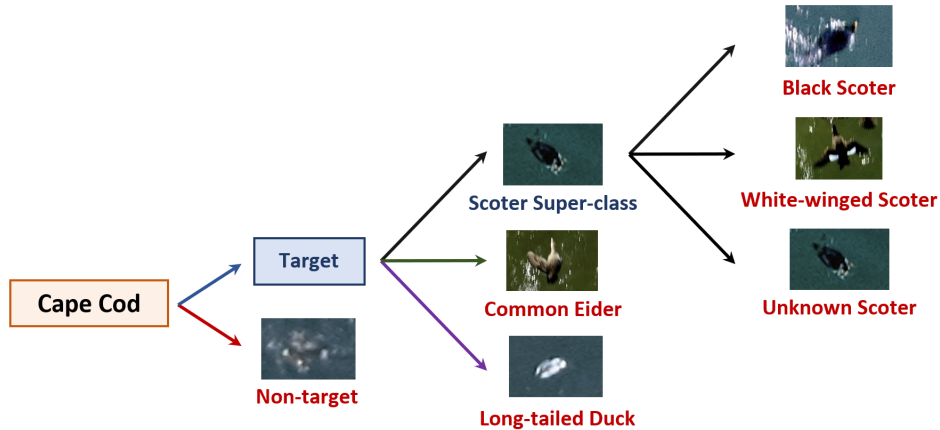 Cape Cod
Target
Non-target
Scoter Super-class
Common Eider
Long-tailed Duck
Black Scoter
White-winged Scoter
Unknown Scoter